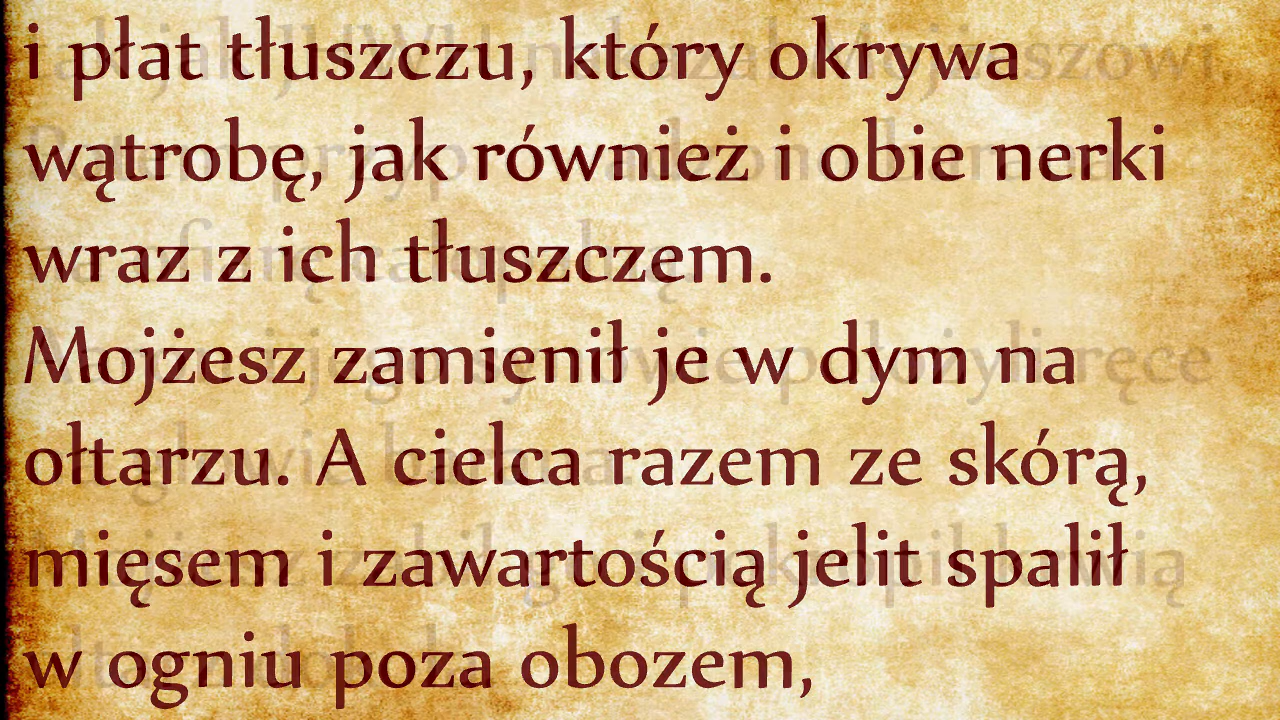 i płat tłuszczu, który okrywa
wątrobę, jak również i obie nerki
wraz z ich tłuszczem.
Mojżesz zamienił je w dym na
ołtarzu. A cielca razem ze skórą,
mięsem i zawartością jelit spalił
w ogniu poza obozem,